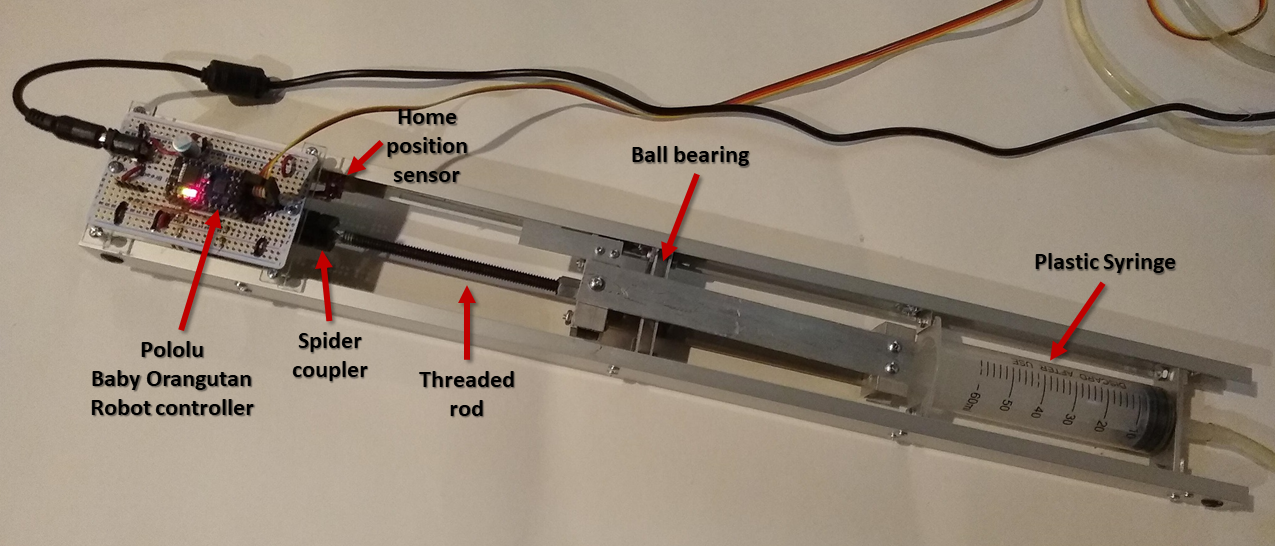 Home
position
sensor
Ball bearing
Plastic Syringe
Pololu
Baby Orangutan
Robot controller
Spider
coupler
Threaded
rod
DISCARD AFTER USE
60ml
50
40
30
20
10